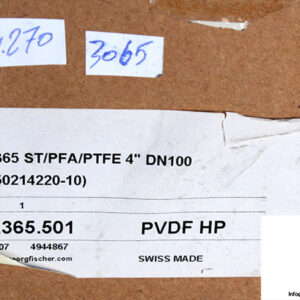 .270
3065
365 ST/PFA/PTFE 4" DN100
50214220-10)
1
365.501 PVDF HP
07 4944867
orgfischer.com SWISS MADE